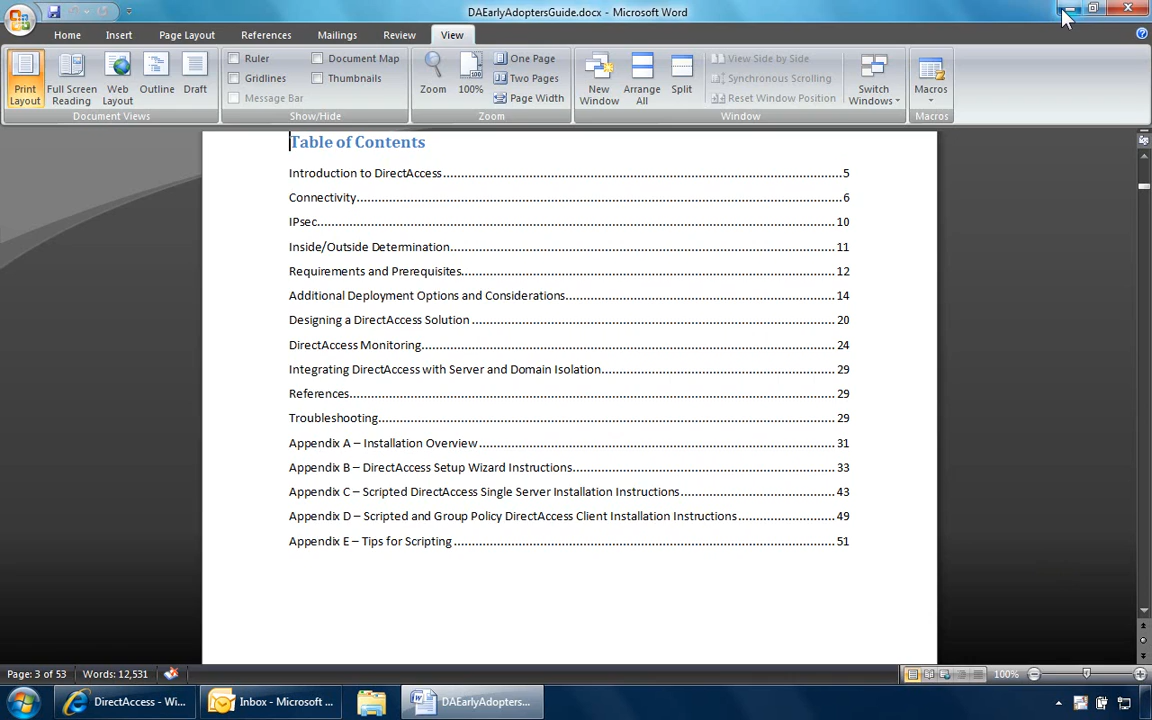 DAEarlyAdoptersGuide.docx - Microsoft Word
Home Insert Page Layout References Mailings Review View
Print Layout
Full Screen Reading
Web Layout
Outline
Draft
Document Views
Ruler
Gridlines
Message Bar
Document Map
Thumbnails
Show/Hide
Zoom
100%
One Page
Two Pages
Page Width
Zoom
New Window
Arrange All
Split
View Side by Side
Synchronous Scrolling
Reset Window Position
Switch Windows
Window
Macros
Macros
Table of Contents
Introduction to DirectAccess 5
Connectivity 6
IPsec 10
Inside/Outside Determination 11
Requirements and Prerequisites 12
Additional Deployment Options and Considerations 14
Designing a DirectAccess Solution 20
DirectAccess Monitoring 24
Integrating DirectAccess with Server and Domain Isolation 29
References 29
Troubleshooting 29
Appendix A – Installation Overview 31
Appendix B – DirectAccess Setup Wizard Instructions 33
Appendix C – Scripted DirectAccess Single Server Installation Instructions 43
Appendix D – Scripted and Group Policy DirectAccess Client Installation Instructions 49
Appendix E – Tips for Scripting 51
Page: 3 of 53 Words: 12,531 100%
DirectAccess - Wi... Inbox - Microsoft ... DAEarlyAdopters...